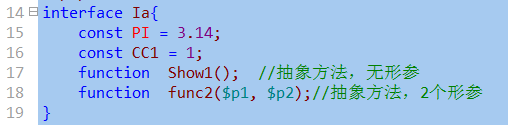 14 interface Ia{
15 const PI = 3.14;
16 const CC1 = 1;
17 function  Show1();  //抽象方法，无形参
18 function  func2($p1, $p2);//抽象方法，2个形参
19 }